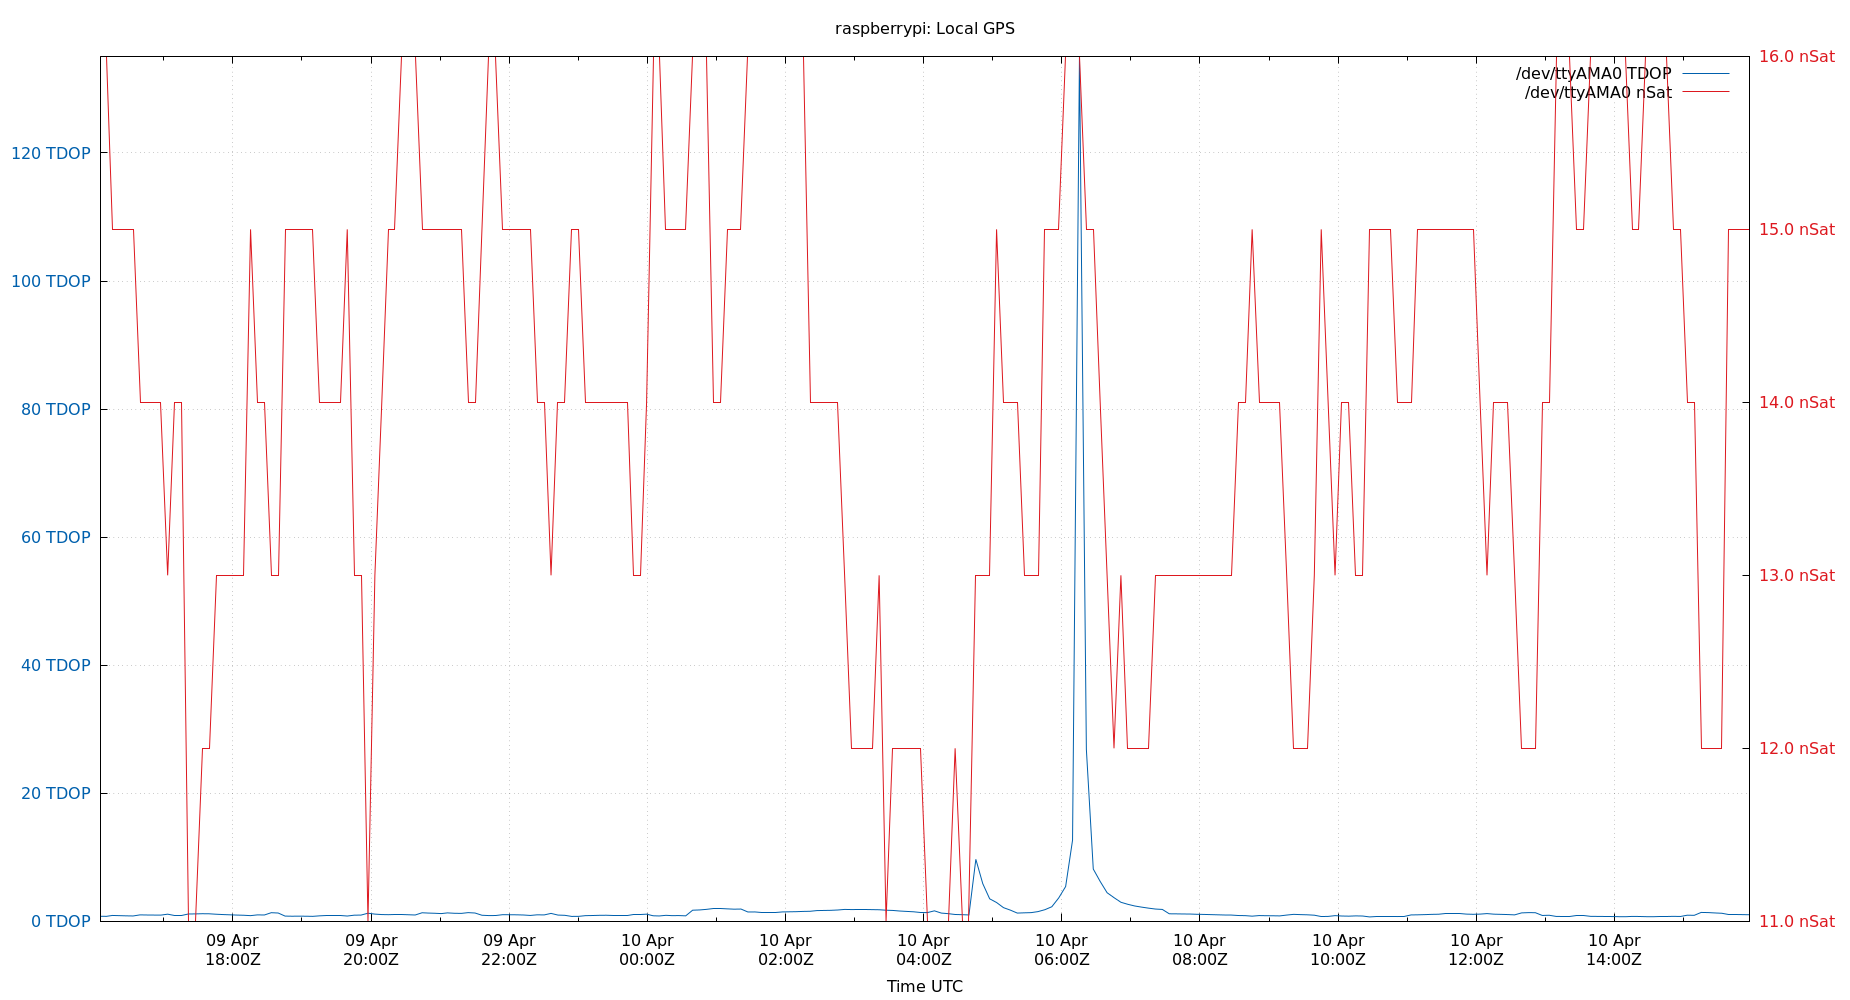 raspberrypi: Local GPS
/dev/ttyAMA0 TDOP
/dev/ttyAMA0 nSat
120 TDOP
100 TDOP
80 TDOP
60 TDOP
40 TDOP
20 TDOP
0 TDOP
16.0 nSat
15.0 nSat
14.0 nSat
13.0 nSat
12.0 nSat
11.0 nSat
09 Apr
18:00Z
09 Apr
20:00Z
09 Apr
22:00Z
10 Apr
00:00Z
10 Apr
02:00Z
10 Apr
04:00Z
10 Apr
06:00Z
10 Apr
08:00Z
10 Apr
10:00Z
10 Apr
12:00Z
10 Apr
14:00Z
Time UTC